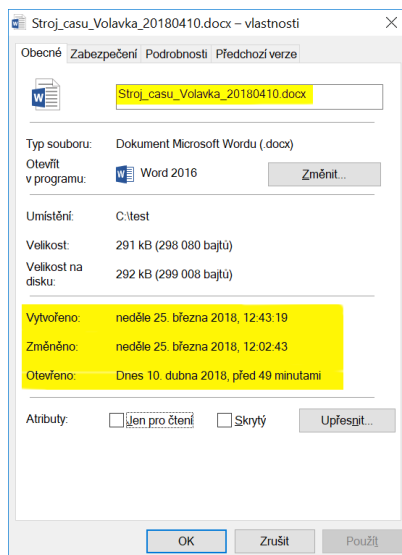 Stroj_casu_Volavka_20180410.docx – vlastnosti
Obecné Zabezpečení Podrobnosti Předchozí verze
Stroj_casu_Volavka_20180410.docx
Typ souboru: Dokument Microsoft Wordu (.docx)
Otevřít
v programu: Word 2016 Změnit...
Umístění: C:\test
Velikost: 291 kB (298 080 bajtů)
Velikost na
disku: 292 kB (299 008 bajtů)
Vytvořeno: neděle 25. března 2018, 12:43:19
Změněno: neděle 25. března 2018, 12:02:43
Otevřeno: Dnes 10. dubna 2018, před 49 minutami
Atributy: Jen pro čtení Skrytý Upřesnit...
OK Zrušit Použít